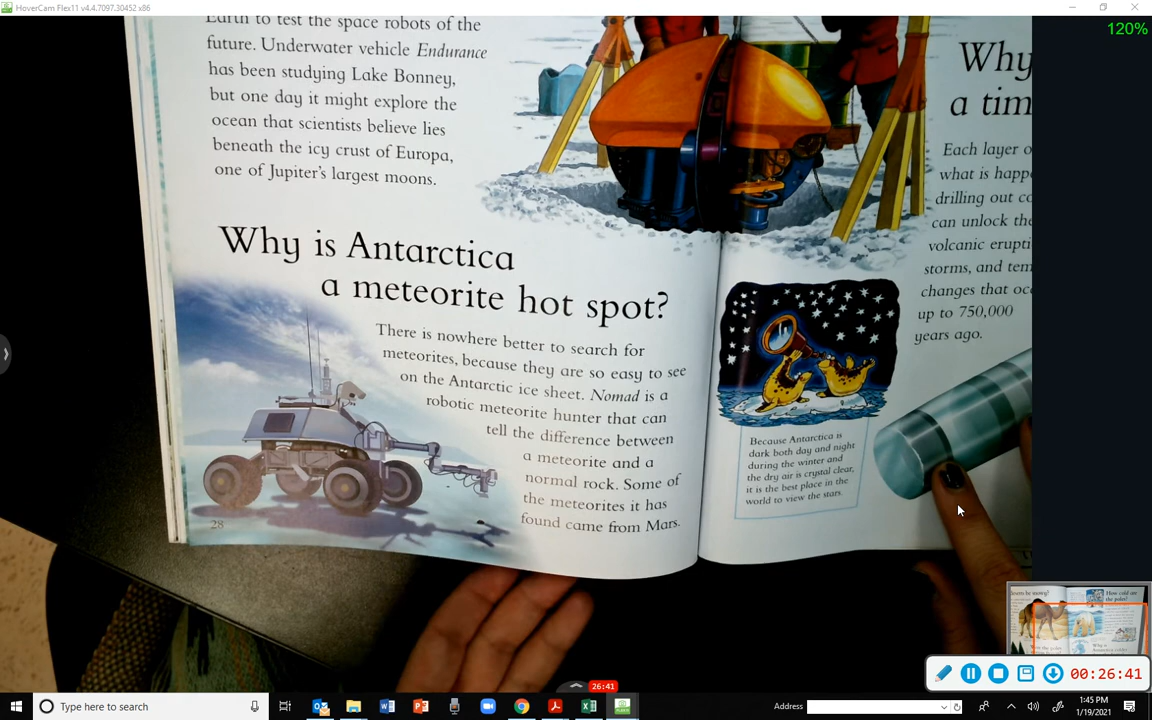 HoverCam Flex11 v4.4.7097.30452 x86
120%
Earth to test the space robots of the
future. Underwater vehicle Endurance
has been studying Lake Bonney,
but one day it might explore the
ocean that scientists believe lies
beneath the icy crust of Europa,
one of Jupiter's largest moons.
Why is Antarctica
a meteorite hot spot?
There is nowhere better to search for
meteorites, because they are so easy to see
on the Antarctic ice sheet. Nomad is a
robotic meteorite hunter that can
tell the difference between
a meteorite and a
normal rock. Some of
the meteorites it has
found came from Mars.
28
Why
a tim
Each layer o
what is happ
drilling out co
can unlock the
volcanic erupti
storms, and tem
changes that occ
up to 750,000
years ago.
Because Antarctica is
dark both day and night
during the winter and
the dry air is crystal clear,
it is the best place in the
world to view the stars.
How cold are
the poles?
00:26:41
26:41
Type here to search
Address
1:45 PM
1/19/2021